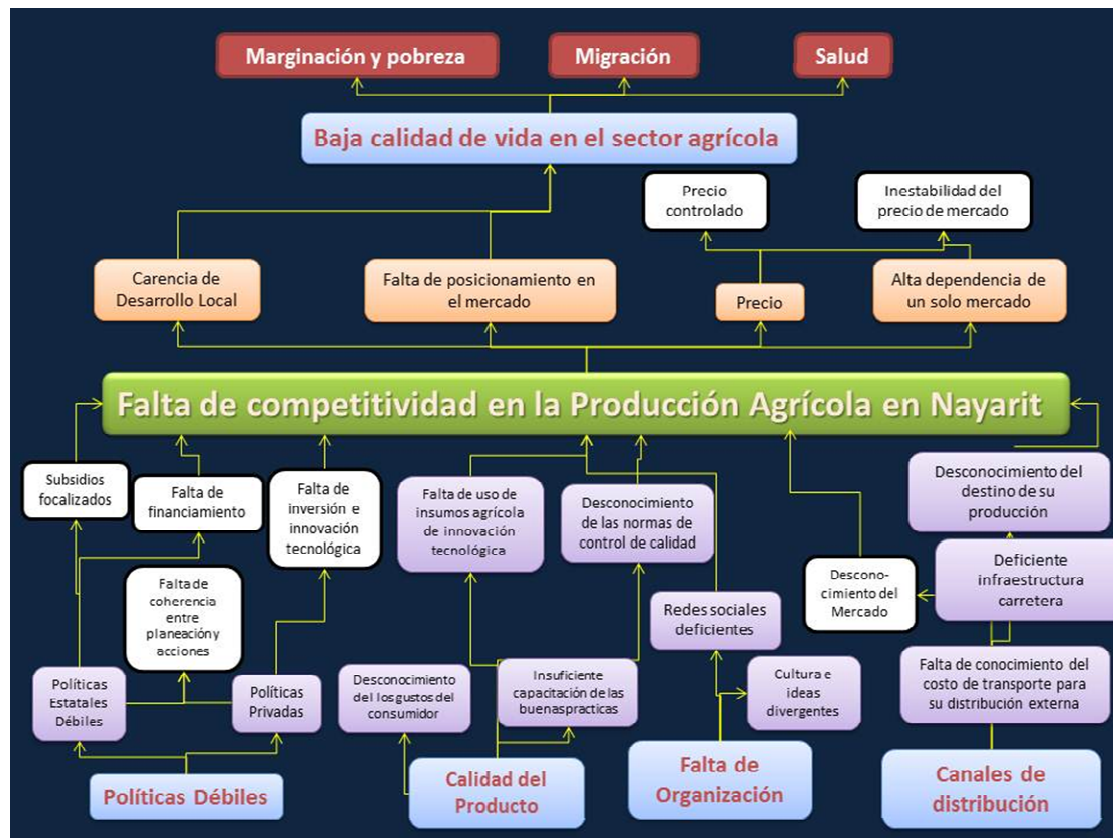 Marginación y pobreza
Migración
Salud
Baja calidad de vida en el sector agrícola
Precio
controlado
Inestabilidad del
precio de mercado
Carencia de
Desarrollo Local
Falta de posicionamiento en
el mercado
Precio
Alta dependencia de
un solo mercado
Falta de competitividad en la Producción Agrícola en Nayarit
Subsidios
focalizados
Falta de
financiamiento
Falta de
inversión e
innovación
tecnológica
Falta de uso de
insumos agrícola
de innovación
tecnológica
Desconocimiento
de las normas de
control de calidad
Desconocimiento del
destino de su
producción
Falta de
coherencia
entre
planeación y
acciones
Descono-
cimiento del
Mercado
Deficiente
infraestructura
carretera
Redes sociales
deficientes
Políticas
Estatales
Débiles
Políticas
Privadas
Desconocimiento
del los gustos del
consumidor
Insuficiente
capacitación de las
buenas practicas
Cultura e
ideas
divergentes
Falta de conocimiento del
costo de transporte para
su distribución externa
Políticas Débiles
Calidad del
Producto
Falta de
Organización
Canales de
distribución